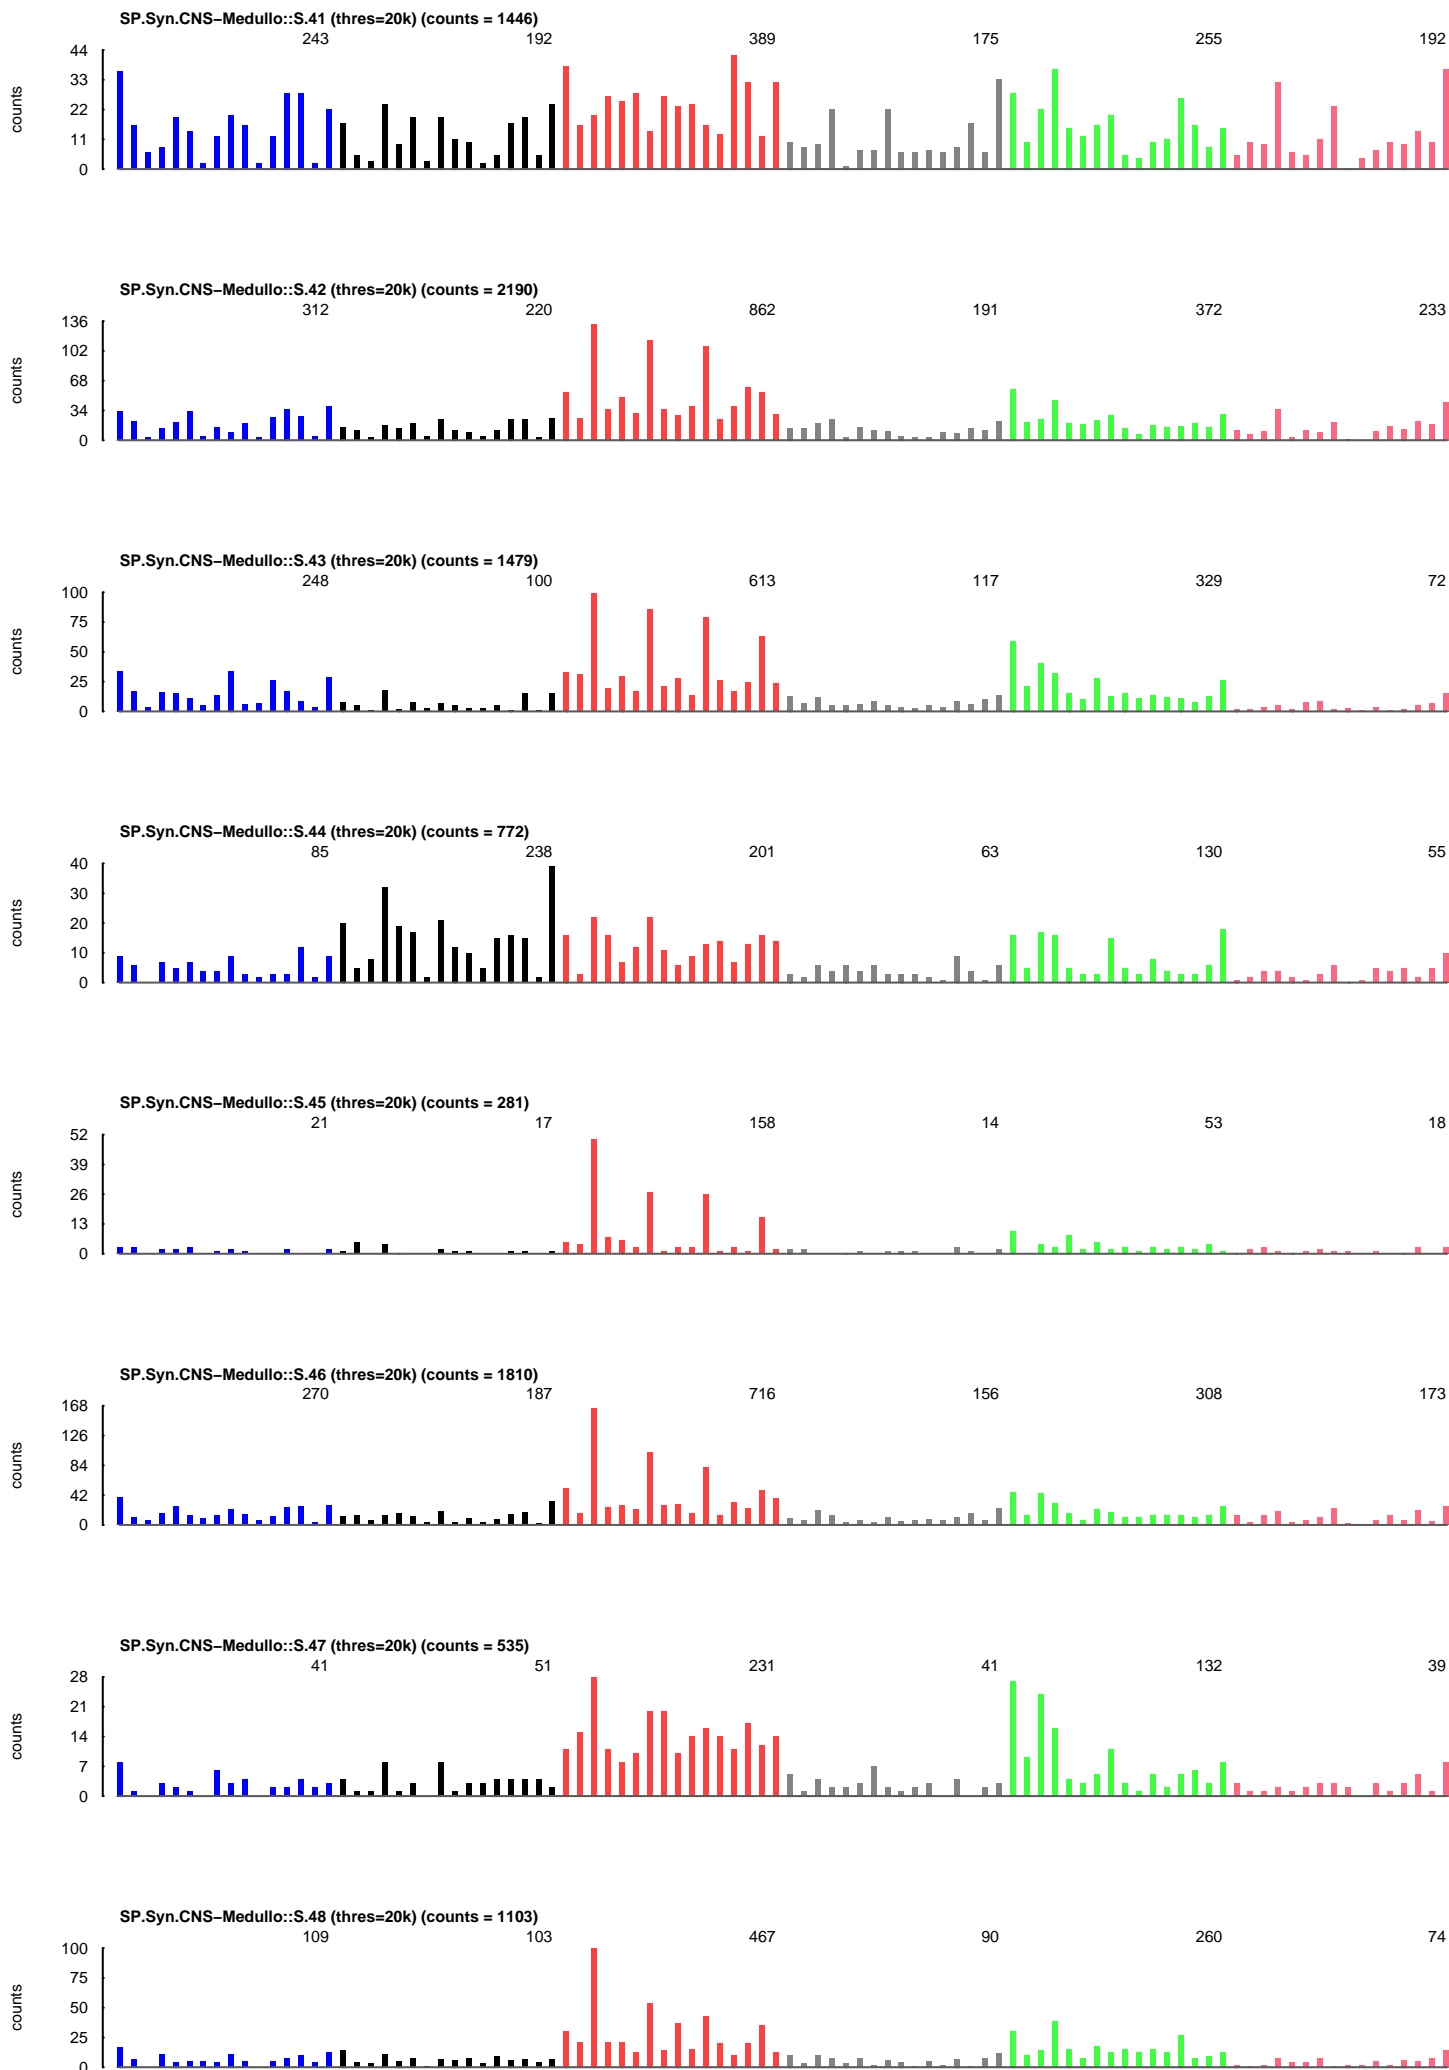 SP.Syn.CNS−Medullo::S.41 (thres=20k) (counts = 1446)
243 192 389 175 255 192
44
33
22
11
0
counts
SP.Syn.CNS−Medullo::S.42 (thres=20k) (counts = 2190)
312 220 862 191 372 233
136
102
68
34
0
counts
SP.Syn.CNS−Medullo::S.43 (thres=20k) (counts = 1479)
248 100 613 117 329 72
100
75
50
25
0
counts
SP.Syn.CNS−Medullo::S.44 (thres=20k) (counts = 772)
85 238 201 63 130 55
40
30
20
10
0
counts
SP.Syn.CNS−Medullo::S.45 (thres=20k) (counts = 281)
21 17 158 14 53 18
52
39
26
13
0
counts
SP.Syn.CNS−Medullo::S.46 (thres=20k) (counts = 1810)
270 187 716 156 308 173
168
126
84
42
0
counts
SP.Syn.CNS−Medullo::S.47 (thres=20k) (counts = 535)
41 51 231 41 132 39
28
21
14
7
0
counts
SP.Syn.CNS−Medullo::S.48 (thres=20k) (counts = 1103)
109 103 467 90 260 74
100
75
50
25
0
counts